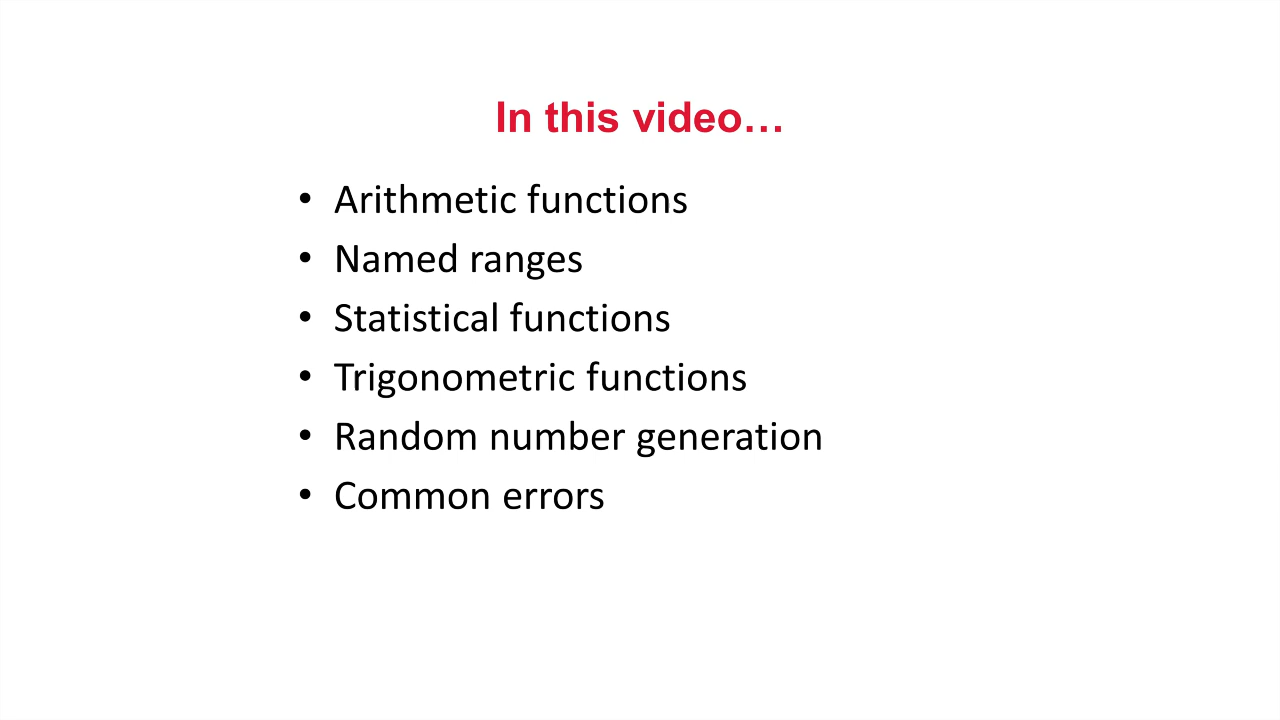 In this video…
• Arithmetic functions
• Named ranges
• Statistical functions
• Trigonometric functions
• Random number generation
• Common errors